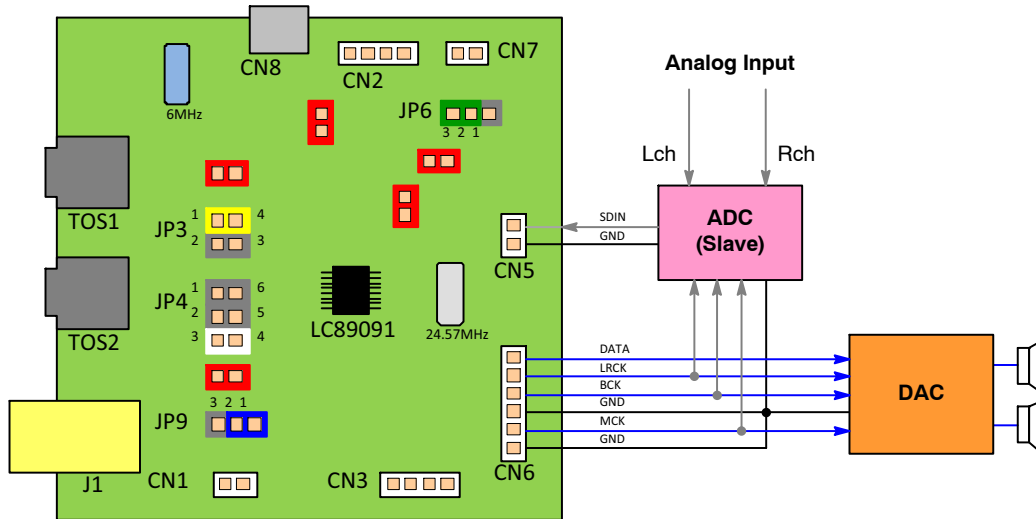 CN8
CN2
CN7
6MHz
JP6
3 2 1
Analog Input
Lch
Rch
TOS1
JP3
1
4
2
3
SDIN
GND
CN5
ADC
(Slave)
JP4
1
6
2
5
3
4
TOS2
LC89091
24.57MHz
DATA
LRCK
BCK
GND
MCK
GND
CN6
DAC
JP9
3 2 1
J1
CN1
CN3